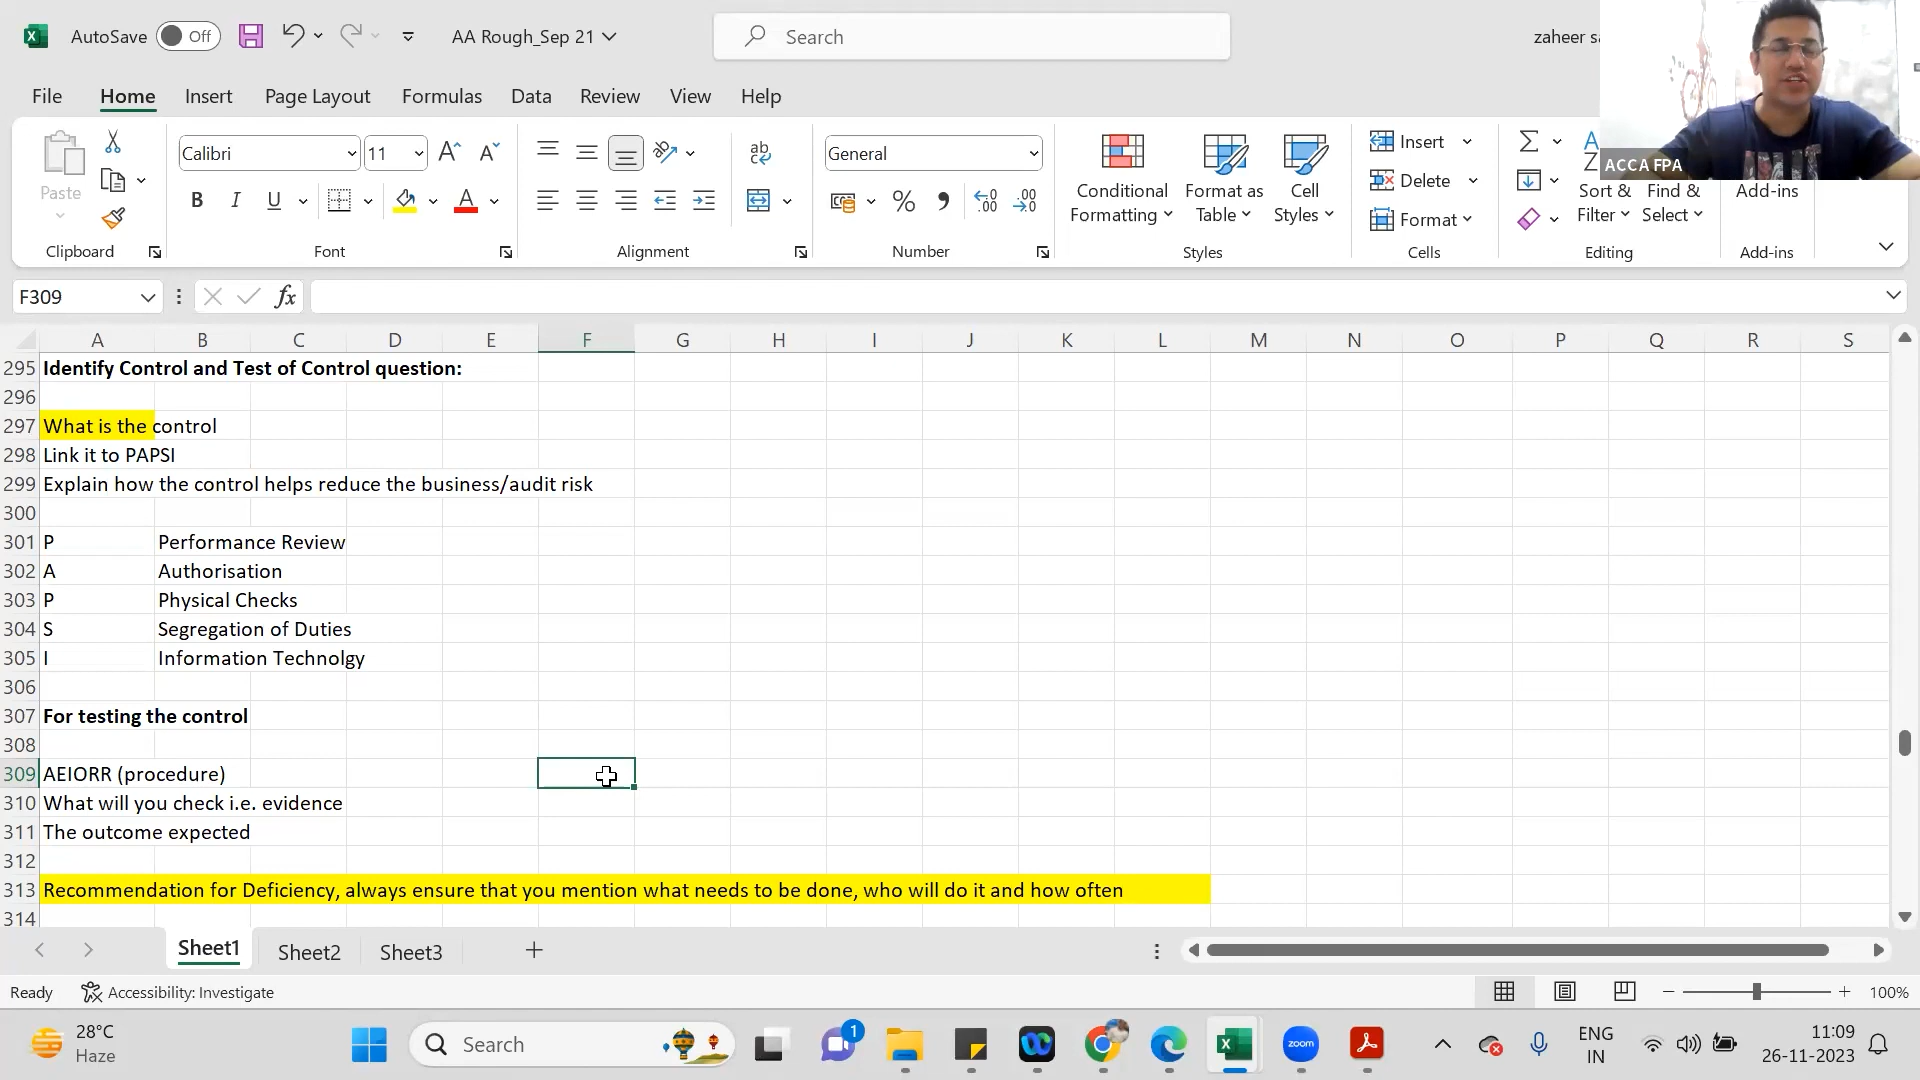 AutoSave Off AA Rough_Sep 21 Search zaheer sa
File Home Insert Page Layout Formulas Data Review View Help
ACCA FPA
Paste
Calibri 11
General
B I U
Conditional Formatting
Format as Table
Cell Styles
Insert
Delete
Format
Sort & Filter
Find & Select
Add-ins
Clipboard Font Alignment Number Styles Cells Editing Add-ins
F309 fx
A B C D E F G H I J K L M N O P Q R S
295 Identify Control and Test of Control question:
296
297 What is the control
298 Link it to PAPSI
299 Explain how the control helps reduce the business/audit risk
300
301 P Performance Review
302 A Authorisation
303 P Physical Checks
304 S Segregation of Duties
305 I Information Technolgy
306
307 For testing the control
308
309 AEIORR (procedure)
310 What will you check i.e. evidence
311 The outcome expected
312
313 Recommendation for Deficiency, always ensure that you mention what needs to be done, who will do it and how often
314
Sheet1 Sheet2 Sheet3
Ready Accessibility: Investigate 100%
28°C
Haze
Search
1
zoom
ENG
IN
11:09
26-11-2023